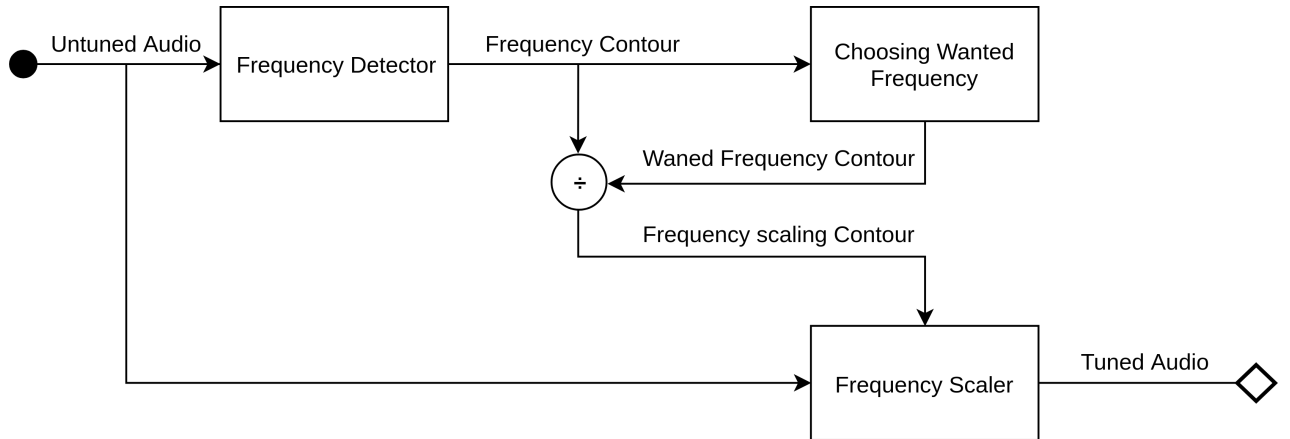 Untuned Audio
Frequency Detector
Frequency Contour
Choosing Wanted
Frequency
Waned Frequency Contour
÷
Frequency scaling Contour
Frequency Scaler
Tuned Audio